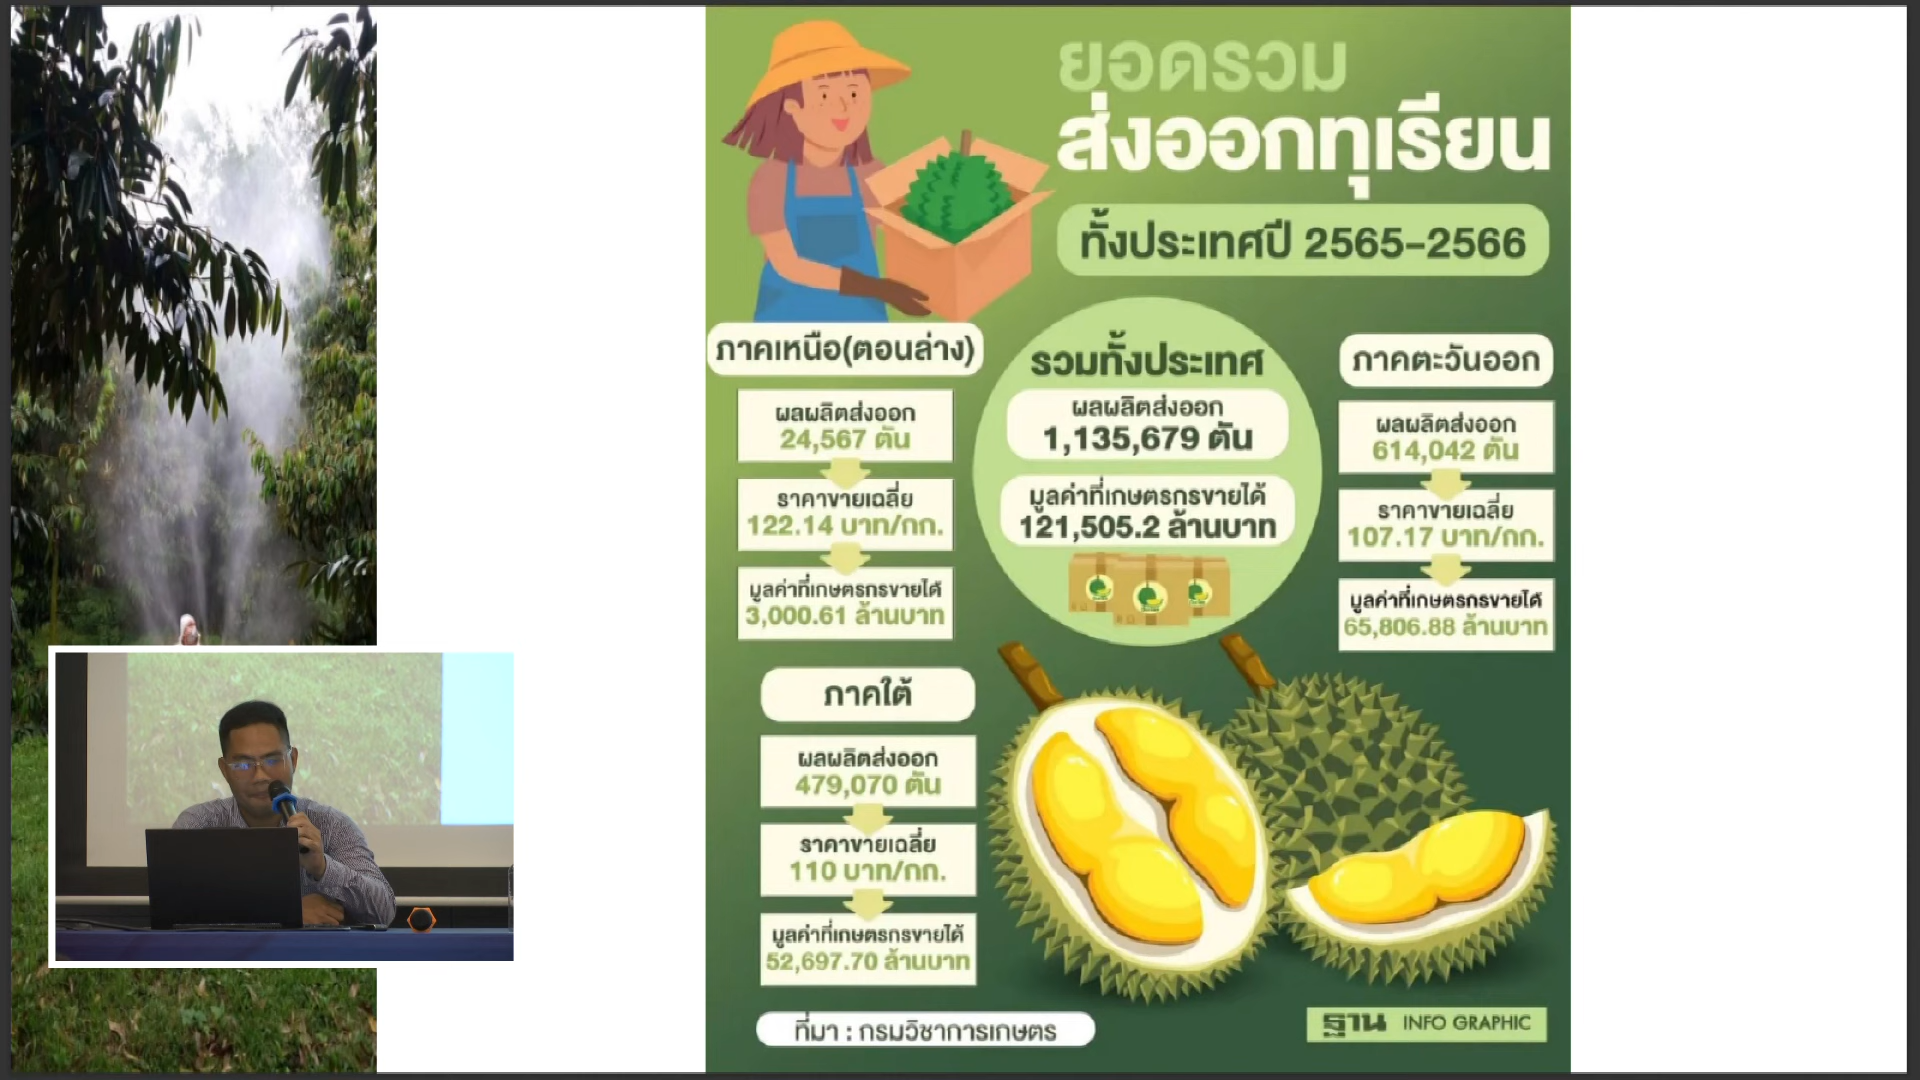 ยอดรวม
ส่งออกทุเรียน
ทั้งประเทศปี 2565-2566
ภาคเหนือ(ตอนล่าง)
ผลผลิตส่งออก
24,567 ตัน
ราคาขายเฉลี่ย
122.14 บาท/กก.
มูลค่าที่เกษตรกรขายได้
3,000.61 ล้านบาท
รวมทั้งประเทศ
ผลผลิตส่งออก
1,135,679 ตัน
มูลค่าที่เกษตรกรขายได้
121,505.2 ล้านบาท
ภาคตะวันออก
ผลผลิตส่งออก
614,042 ตัน
ราคาขายเฉลี่ย
107.17 บาท/กก.
มูลค่าที่เกษตรกรขายได้
65,806.88 ล้านบาท
ภาคใต้
ผลผลิตส่งออก
479,070 ตัน
ราคาขายเฉลี่ย
110 บาท/กก.
มูลค่าที่เกษตรกรขายได้
52,697.70 ล้านบาท
ที่มา : กรมวิชาการเกษตร
ฐาน INFO GRAPHIC